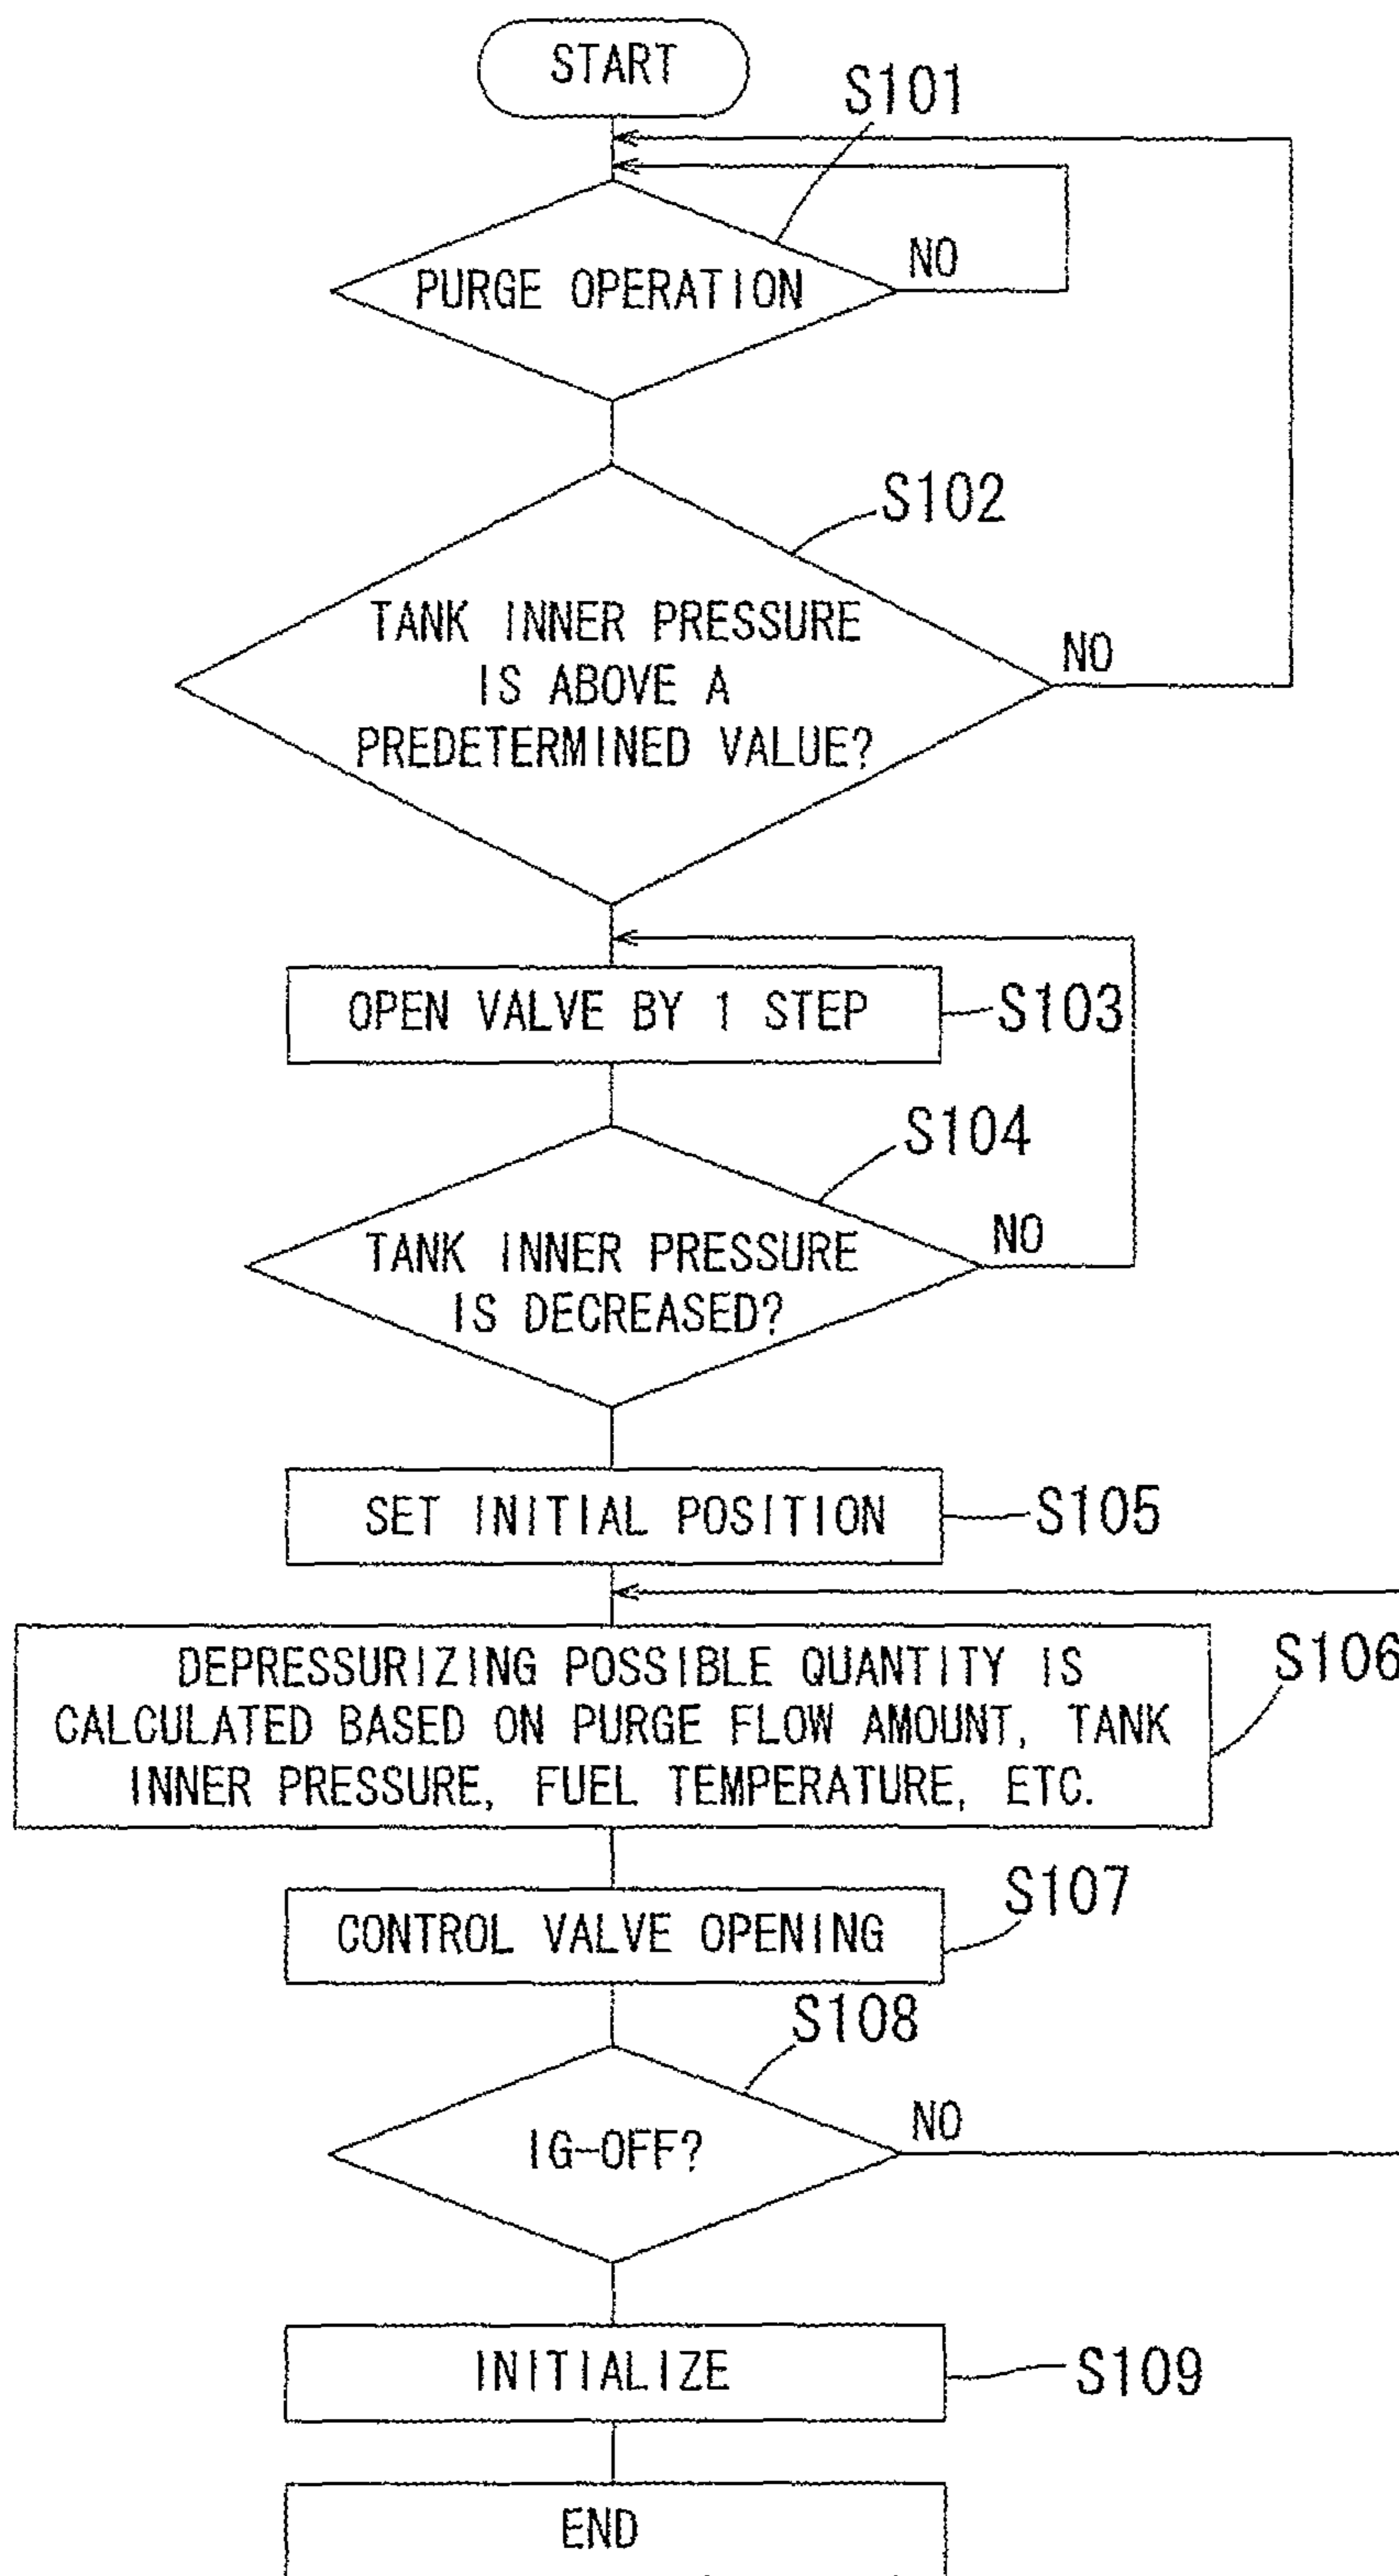 START
S101
PURGE OPERATION
NO
S102
TANK INNER PRESSURE
IS ABOVE A
PREDETERMINED VALUE?
NO
OPEN VALVE BY 1 STEP
S103
S104
TANK INNER PRESSURE
IS DECREASED?
NO
SET INITIAL POSITION
S105
DEPRESSURIZING POSSIBLE QUANTITY IS
CALCULATED BASED ON PURGE FLOW AMOUNT, TANK
INNER PRESSURE, FUEL TEMPERATURE, ETC.
S106
CONTROL VALVE OPENING
S107
S108
IG-OFF?
NO
INITIALIZE
S109
END